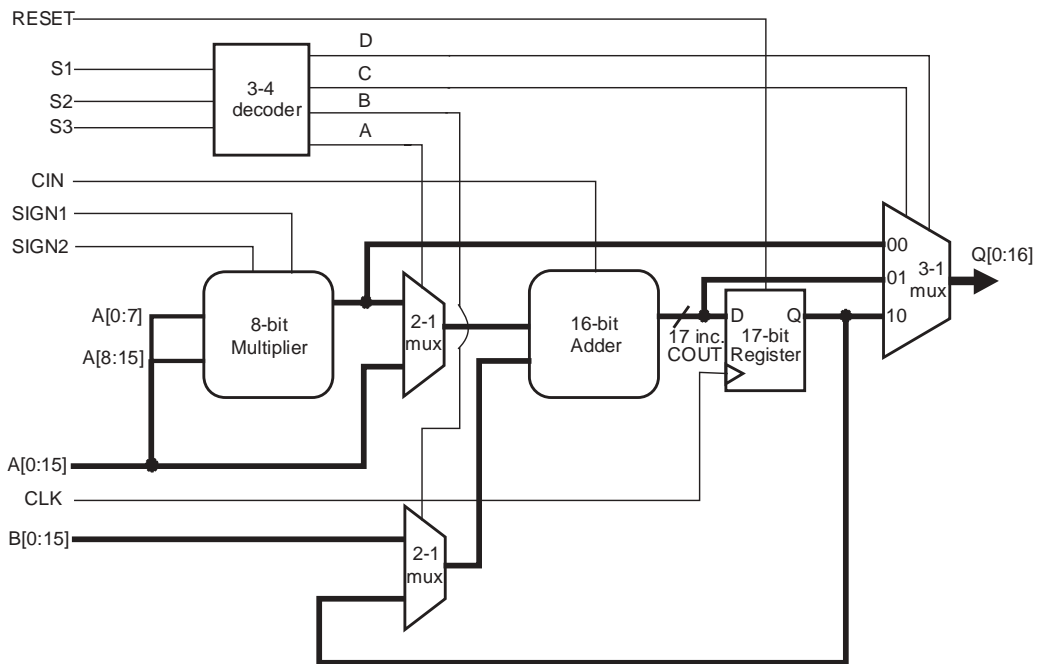 RESET
D
S1
3-4
decoder
C
S2
B
S3
A
CIN
SIGN1
SIGN2
00
Q[0:16]
3-1
mux
01
A[0:7]
8-bit
Multiplier
2-1
mux
16-bit
Adder
17 inc.
COUT
D
Q
17-bit
Register
10
A[8:15]
A[0:15]
CLK
B[0:15]
2-1
mux